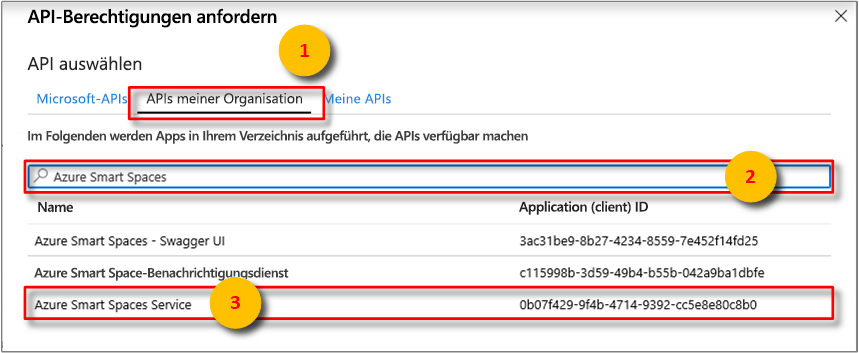 API-Berechtigungen anfordern
1
API auswählen
Microsoft-APIs APIs meiner Organisation Meine APIs
Im Folgenden werden Apps in Ihrem Verzeichnis aufgeführt, die APIs verfügbar machen
Azure Smart Spaces 2
Name Application (client) ID
Azure Smart Spaces - Swagger UI 3ac31be9-8b27-4234-8559-7e452f14fd25
Azure Smart Space-Benachrichtigungsdienst c115998b-3d59-49b4-b55b-042a9ba1dbfe
Azure Smart Spaces Service 3 0b07f429-9f4b-4714-9392-cc5e8e80c8b0